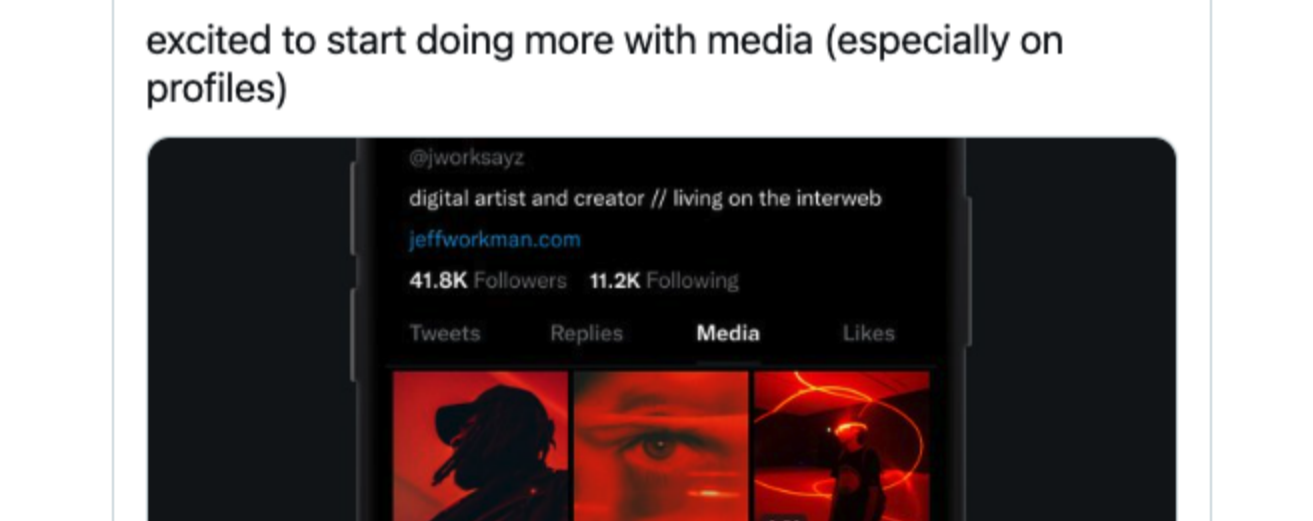 excited to start doing more with media (especially on
profiles)
@jworksayz
digital artist and creator // living on the interweb
jeffworkman.com
41.8K Followers 11.2K Following
Tweets Replies Media Likes